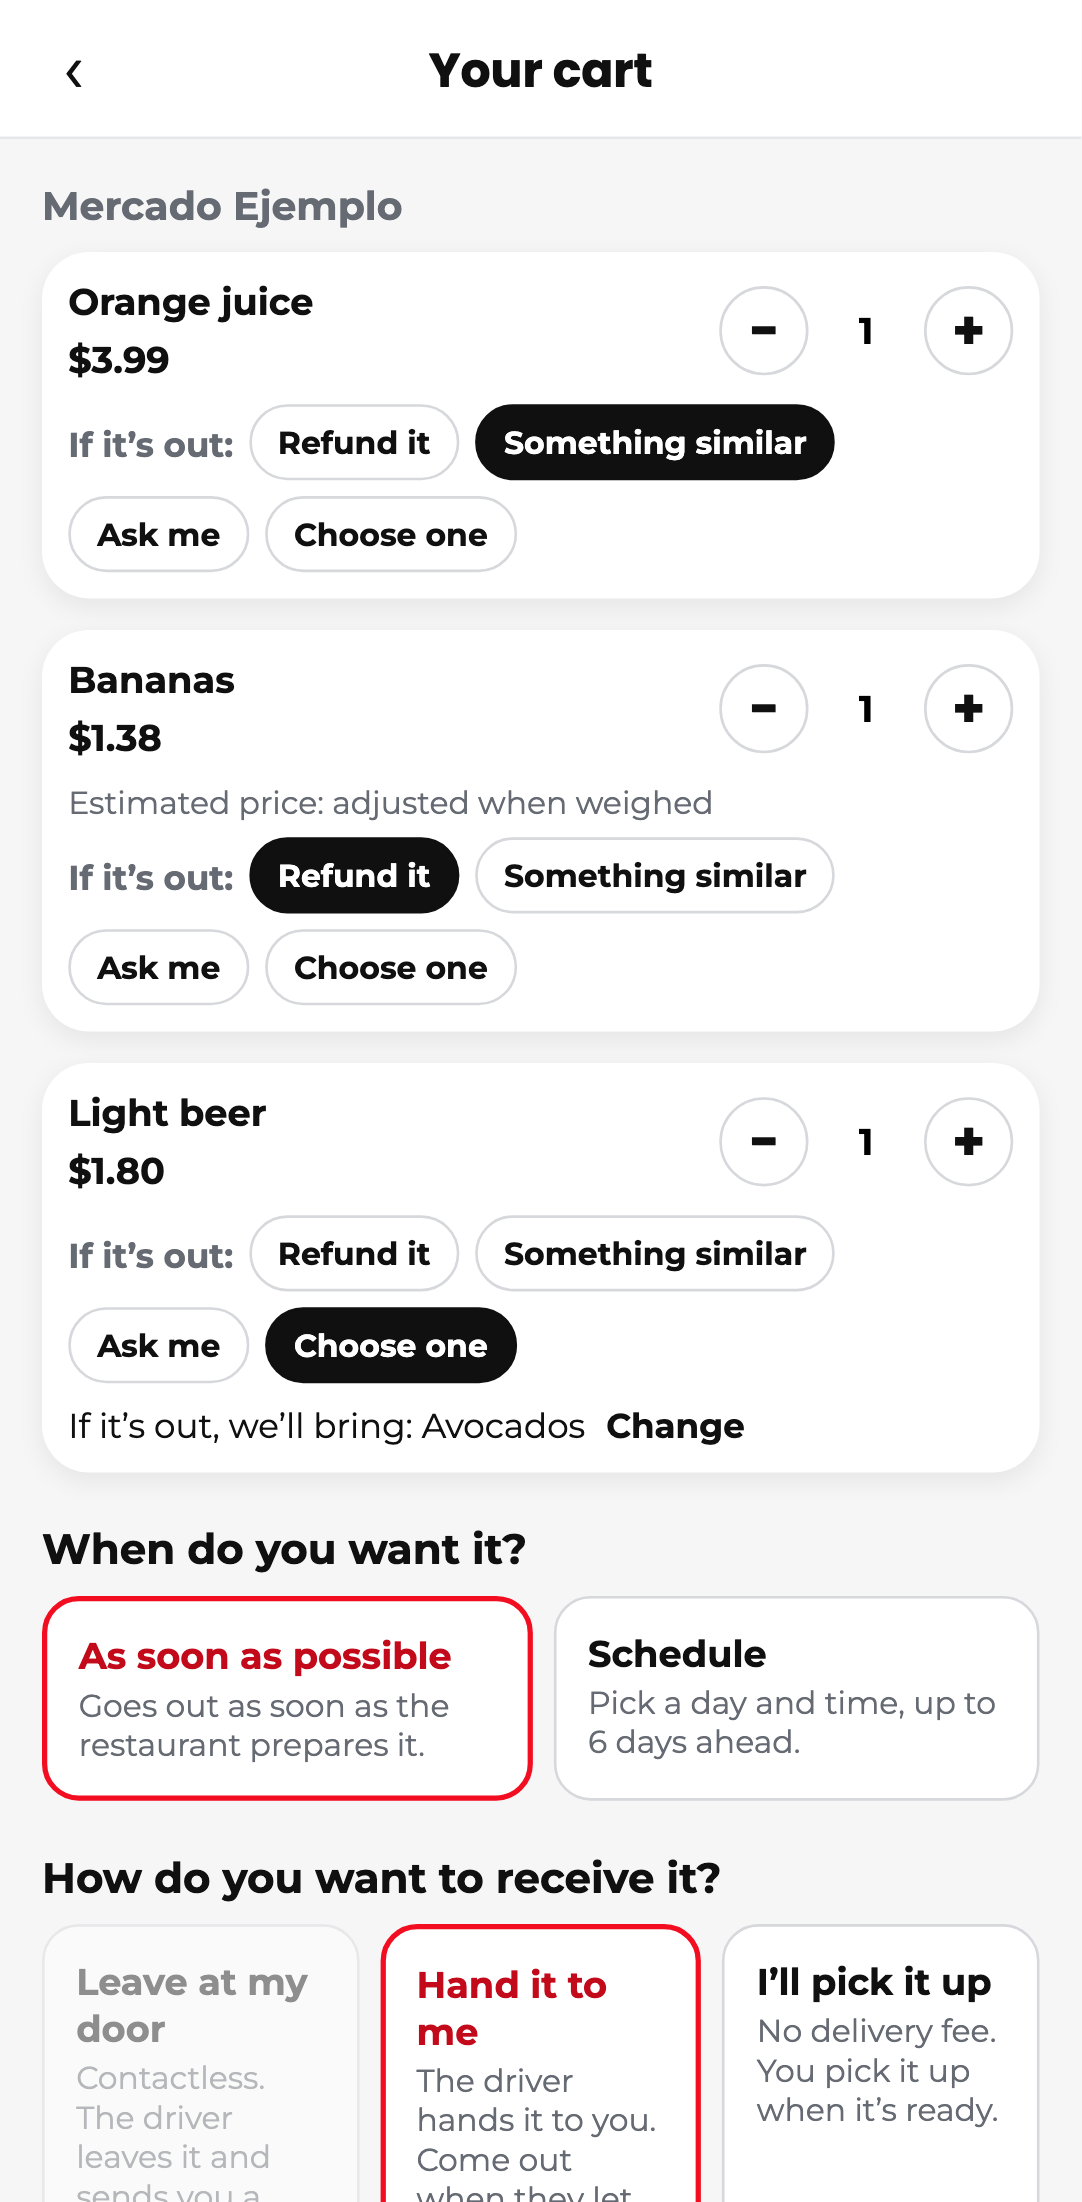 Your cart
Mercado Ejemplo
Orange juice
$3.99
− 1 +
If it’s out: Refund it Something similar
Ask me Choose one
Bananas
$1.38
− 1 +
Estimated price: adjusted when weighed
If it’s out: Refund it Something similar
Ask me Choose one
Light beer
$1.80
− 1 +
If it’s out: Refund it Something similar
Ask me Choose one
If it’s out, we’ll bring: Avocados Change
When do you want it?
As soon as possible
Goes out as soon as the
restaurant prepares it.
Schedule
Pick a day and time, up to
6 days ahead.
How do you want to receive it?
Leave at my
door
Contactless.
The driver
leaves it and
sends you a
Hand it to
me
The driver
hands it to you.
Come out
when they let
I’ll pick it up
No delivery fee.
You pick it up
when it’s ready.